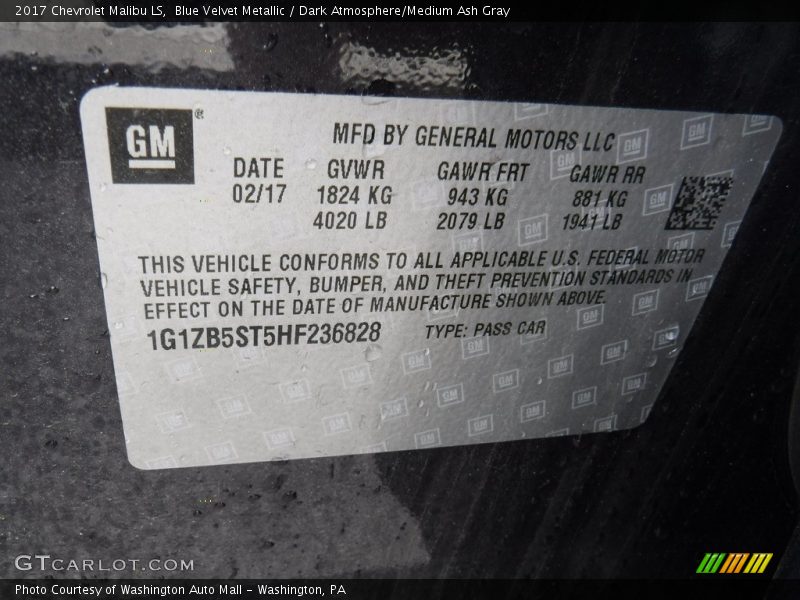 2017 Chevrolet Malibu LS, Blue Velvet Metallic / Dark Atmosphere/Medium Ash Gray
GM®
MFD BY GENERAL MOTORS LLC
DATE GVWR GAWR FRT GAWR RR
02/17 1824 KG 943 KG 881 KG
4020 LB 2079 LB 1941 LB
THIS VEHICLE CONFORMS TO ALL APPLICABLE U.S. FEDERAL MOTOR
VEHICLE SAFETY, BUMPER, AND THEFT PREVENTION STANDARDS IN
EFFECT ON THE DATE OF MANUFACTURE SHOWN ABOVE.
1G1ZB5ST5HF236828 TYPE: PASS CAR
GTCARLOT.COM
Photo Courtesy of Washington Auto Mall - Washington, PA